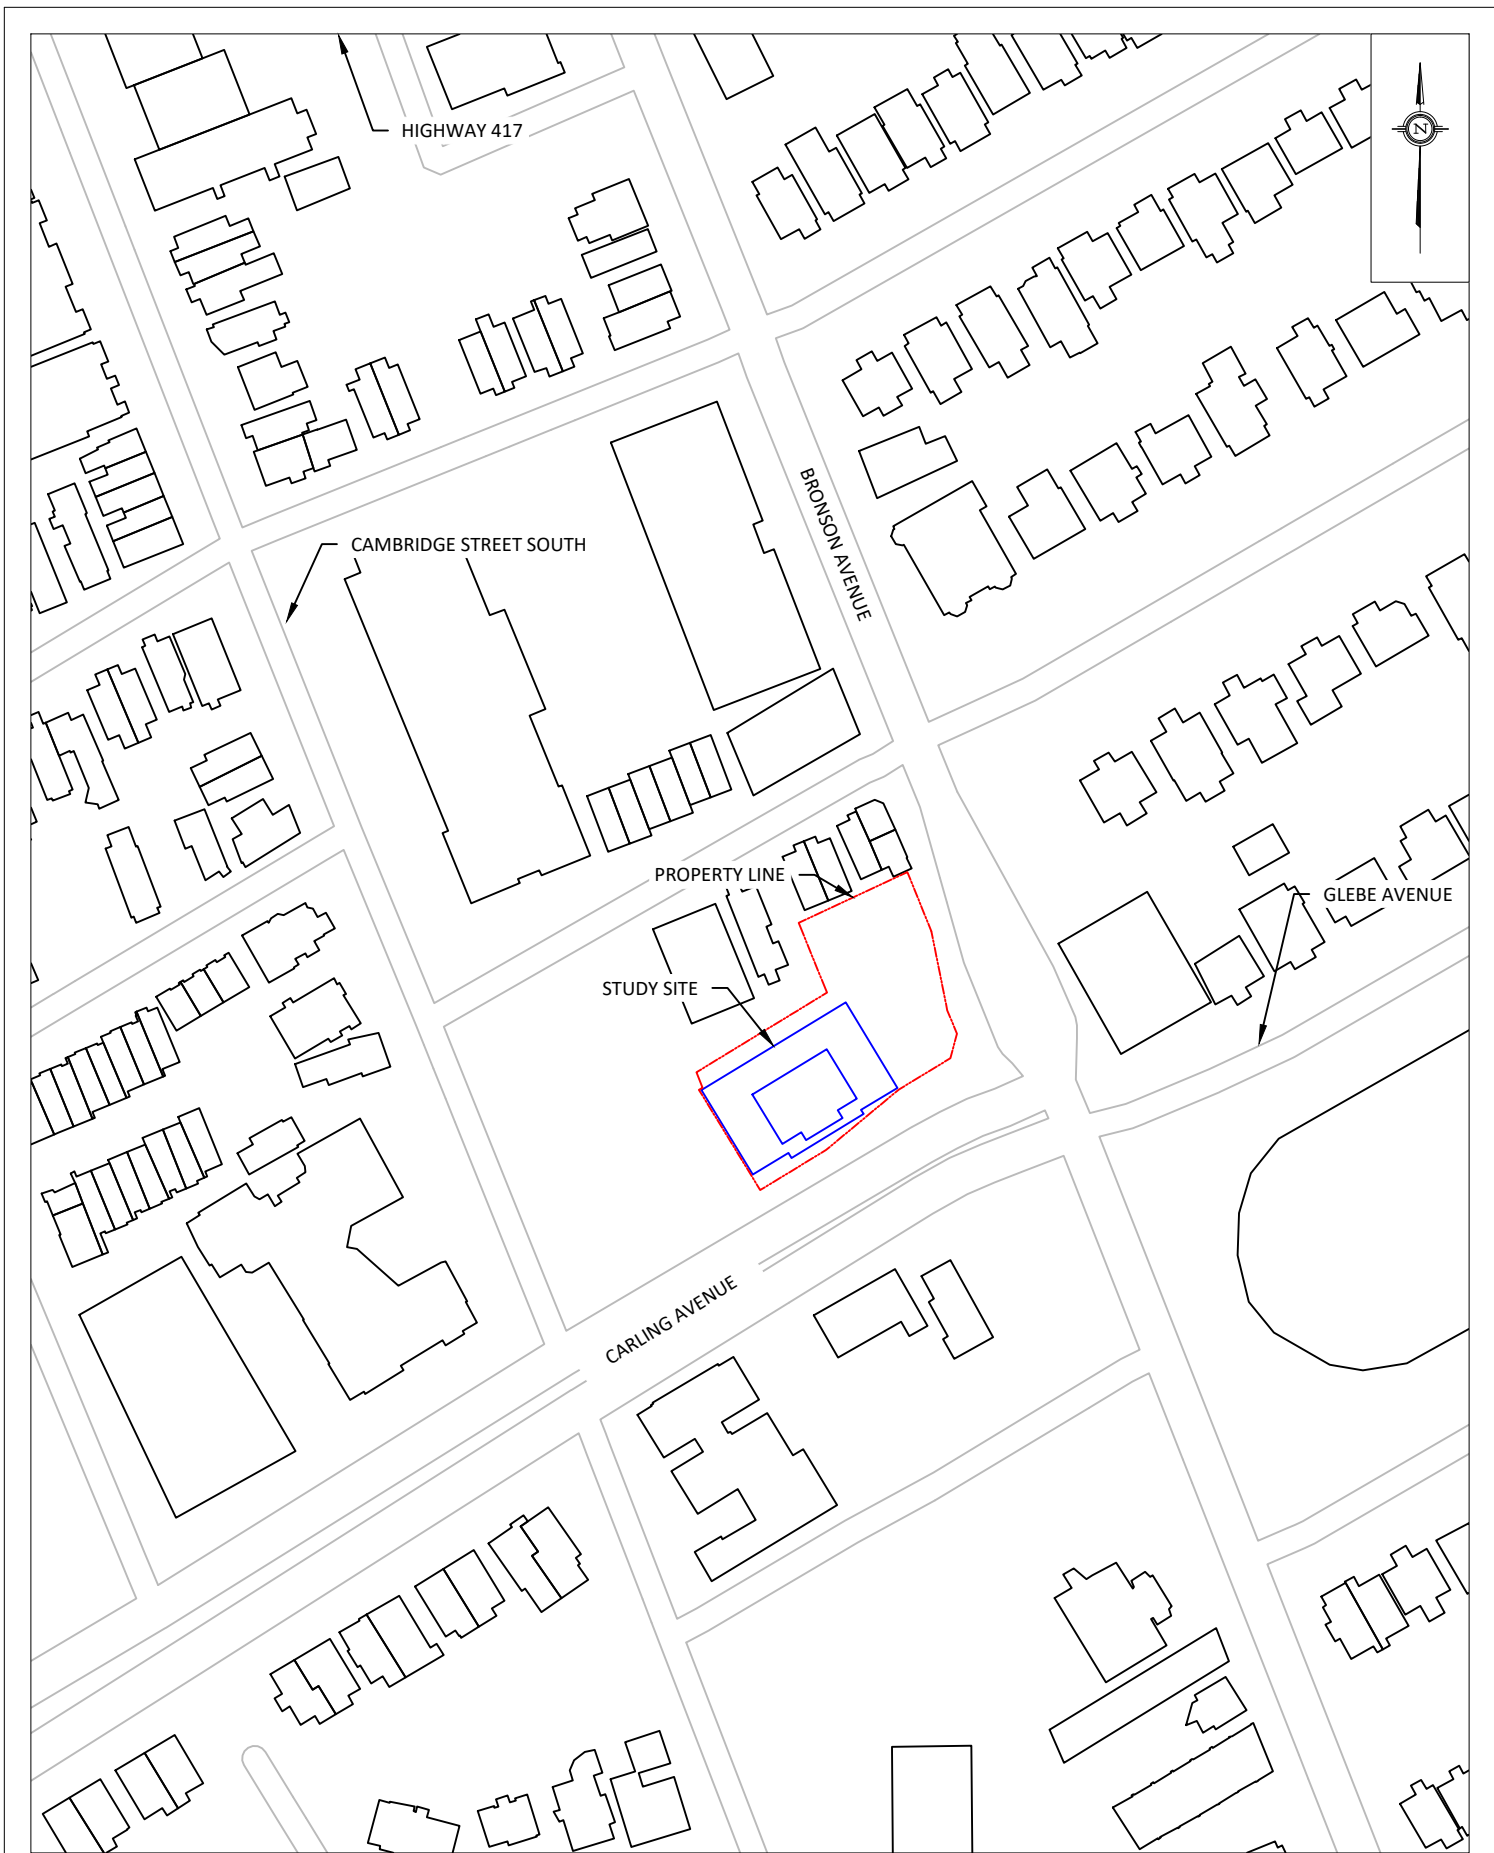 HIGHWAY 417
N
BRONSON AVENUE
CAMBRIDGE STREET SOUTH
PROPERTY LINE
GLEBE AVENUE
STUDY SITE
CARLING AVENUE